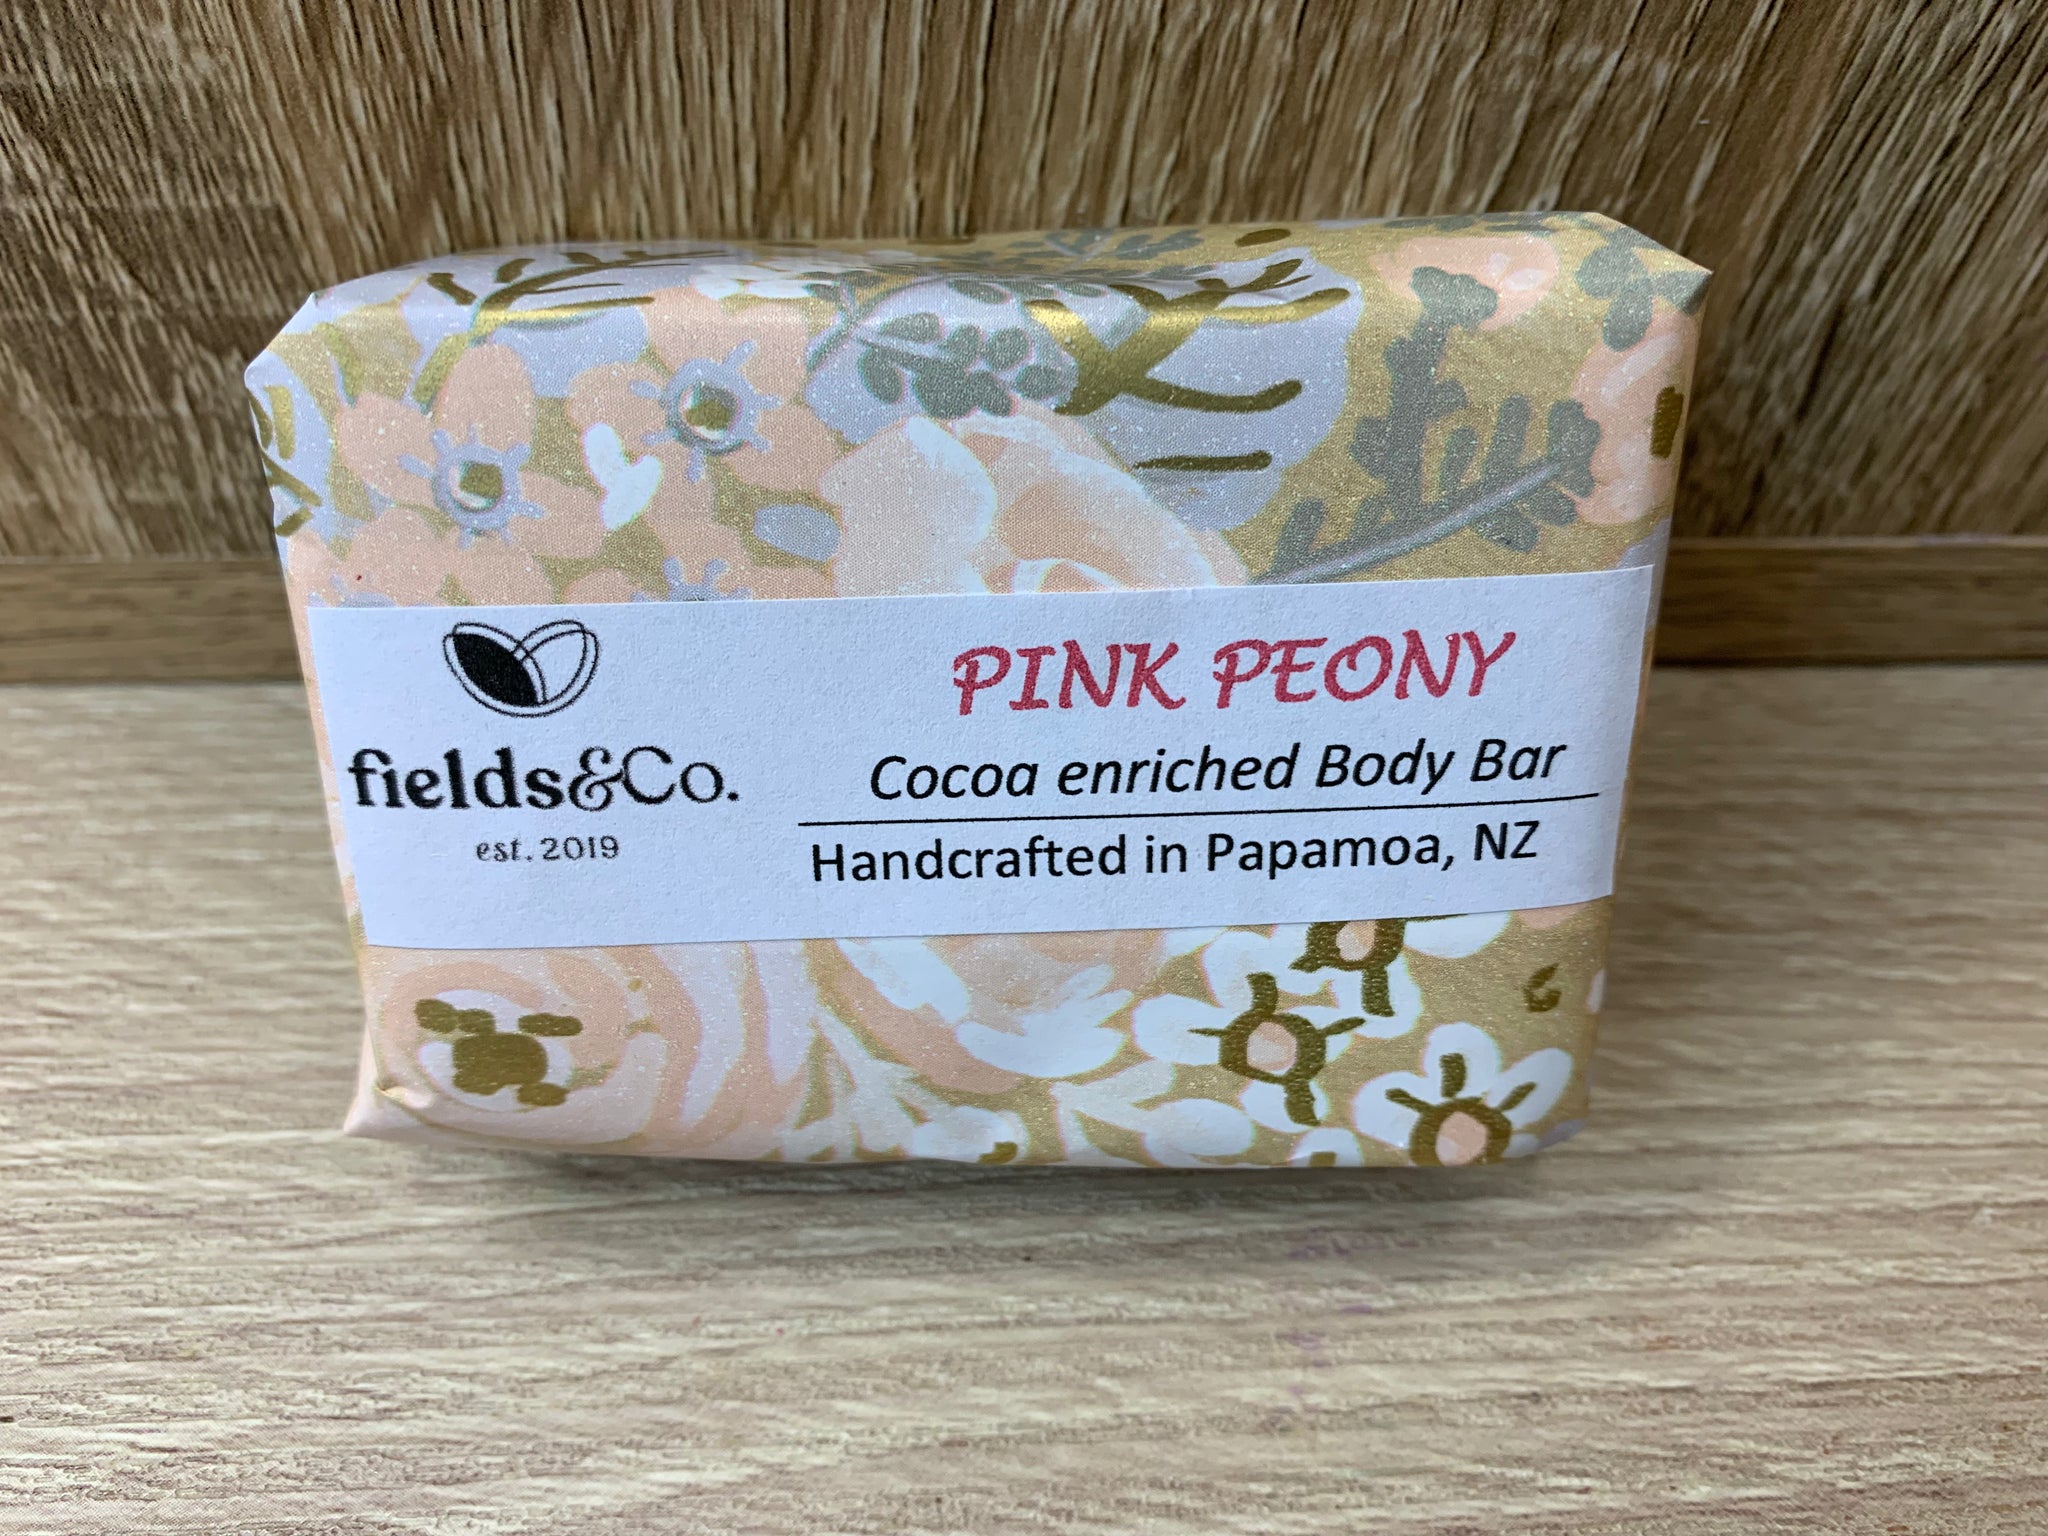 fields&Co.
est. 2019
PINK PEONY
Cocoa enriched Body Bar
Handcrafted in Papamoa, NZ